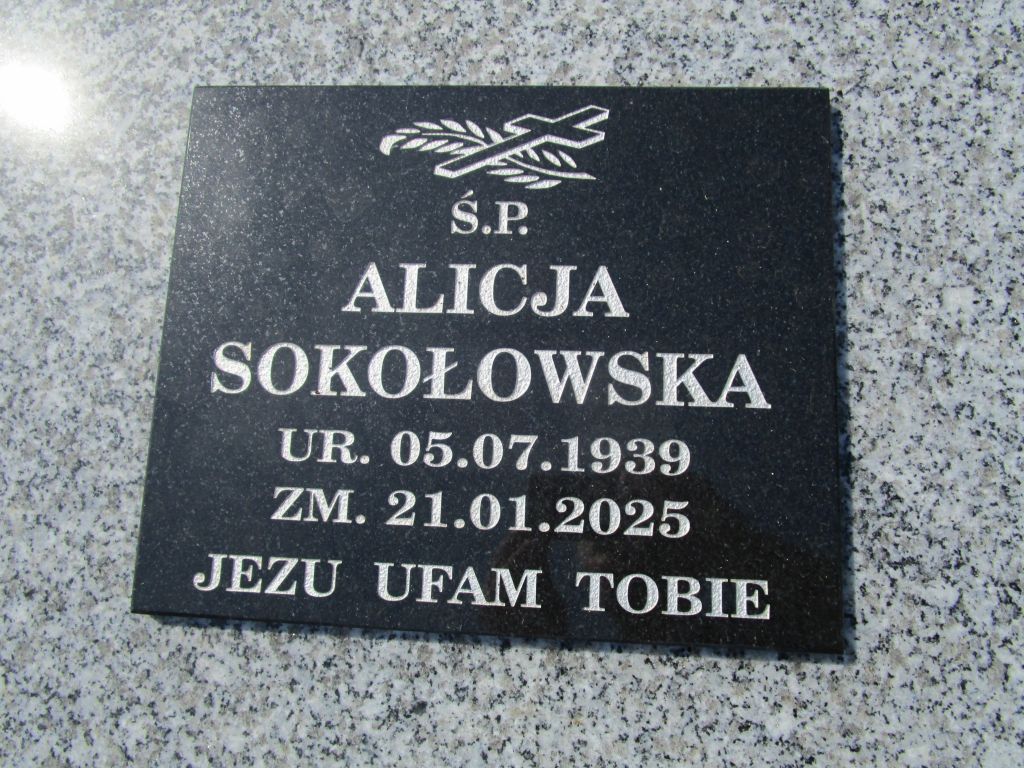 Ś.P.
ALICJA
SOKOŁOWSKA
UR. 05.07.1939
ZM. 21.01.2025
JEZU UFAM TOBIE